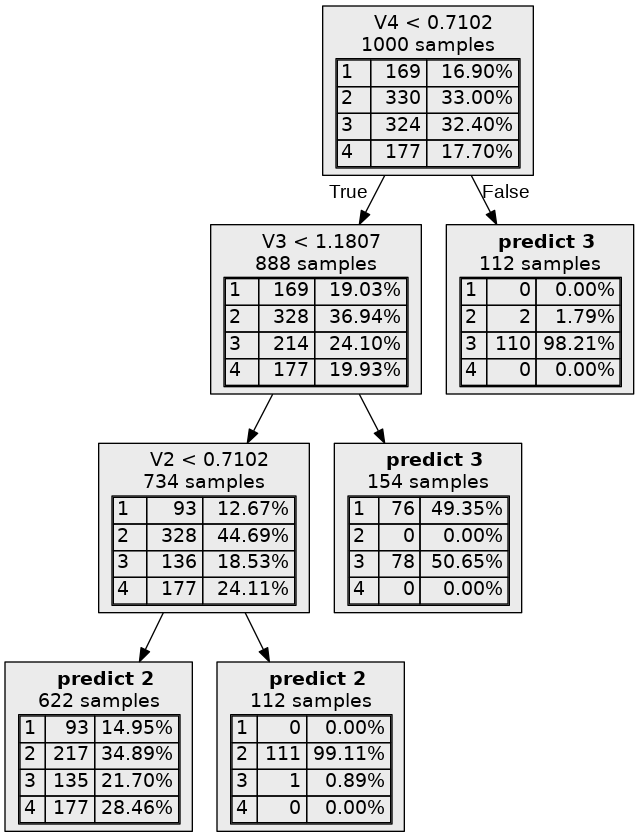 V4 < 0.7102
1000 samples
1 169 16.90%
2 330 33.00%
3 324 32.40%
4 177 17.70%
True
False
V3 < 1.1807
888 samples
1 169 19.03%
2 328 36.94%
3 214 24.10%
4 177 19.93%
predict 3
112 samples
1 0 0.00%
2 2 1.79%
3 110 98.21%
4 0 0.00%
V2 < 0.7102
734 samples
1 93 12.67%
2 328 44.69%
3 136 18.53%
4 177 24.11%
predict 3
154 samples
1 76 49.35%
2 0 0.00%
3 78 50.65%
4 0 0.00%
predict 2
622 samples
1 93 14.95%
2 217 34.89%
3 135 21.70%
4 177 28.46%
predict 2
112 samples
1 0 0.00%
2 111 99.11%
3 1 0.89%
4 0 0.00%